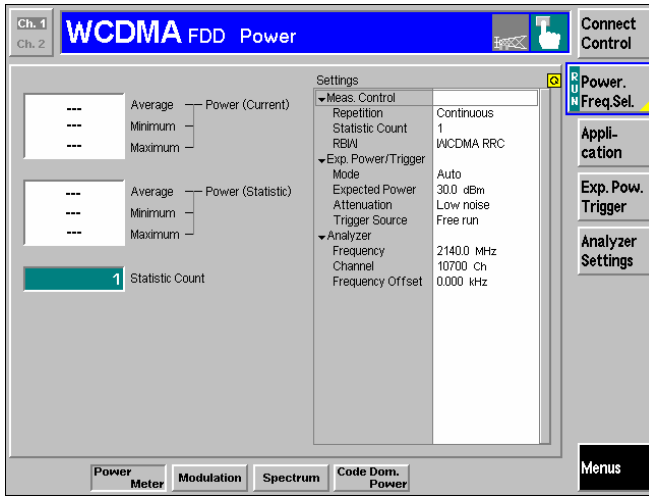 Ch. 1
Ch. 2
WCDMA FDD Power
Connect Control
Settings
---
---
---
Average Power (Current)
Minimum
Maximum
---
---
---
Average Power (Statistic)
Minimum
Maximum
1 Statistic Count
Meas. Control
Repetition Continuous
Statistic Count 1
RBW WCDMA RRC
Exp. Power/Trigger
Mode Auto
Expected Power 30.0 dBm
Attenuation Low noise
Trigger Source Free run
Analyzer
Frequency 2140.0 MHz
Channel 10700 Ch
Frequency Offset 0.000 kHz
RUN
Power.
Freq.Sel.
Appli-
cation
Exp. Pow.
Trigger
Analyzer
Settings
Menus
Power
Meter
Modulation
Spectrum
Code Dom.
Power